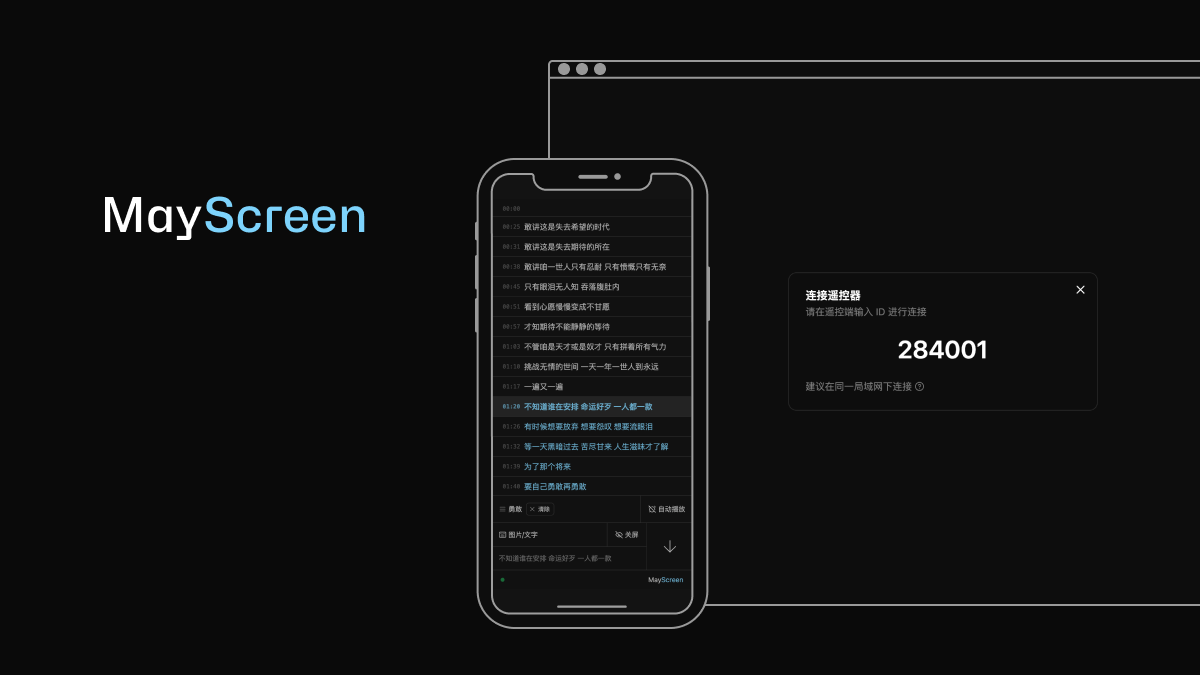 MayScreen
00:00
00:25 敢讲这是失去希望的时代
00:31 敢讲这是失去期待的所在
00:38 敢讲咱一世人只有忍耐 只有愤慨只有无奈
00:45 只有眼泪无人知 吞落腹肚内
00:51 看到心愿慢慢变成不甘愿
00:57 才知期待不能静静的等待
01:03 不管咱是天才或是奴才 只有拼着所有气力
01:10 挑战无情的世间 一天一年一世人到永远
01:17 一遍又一遍
01:20 不知道谁在安排 命运好歹 一人都一款
01:26 有时候想要放弃 想要怨叹 想要流眼泪
01:32 等一天黑暗过去 苦尽甘来 人生滋味才了解
01:39 为了那个将来
01:40 要自己勇敢再勇敢
勇敢 清除 自动播放
图片/文字 关屏
不知道谁在安排 命运好歹 一人都一款
MayScreen
连接遥控器
请在遥控端输入 ID 进行连接
284001
建议在同一局域网下连接